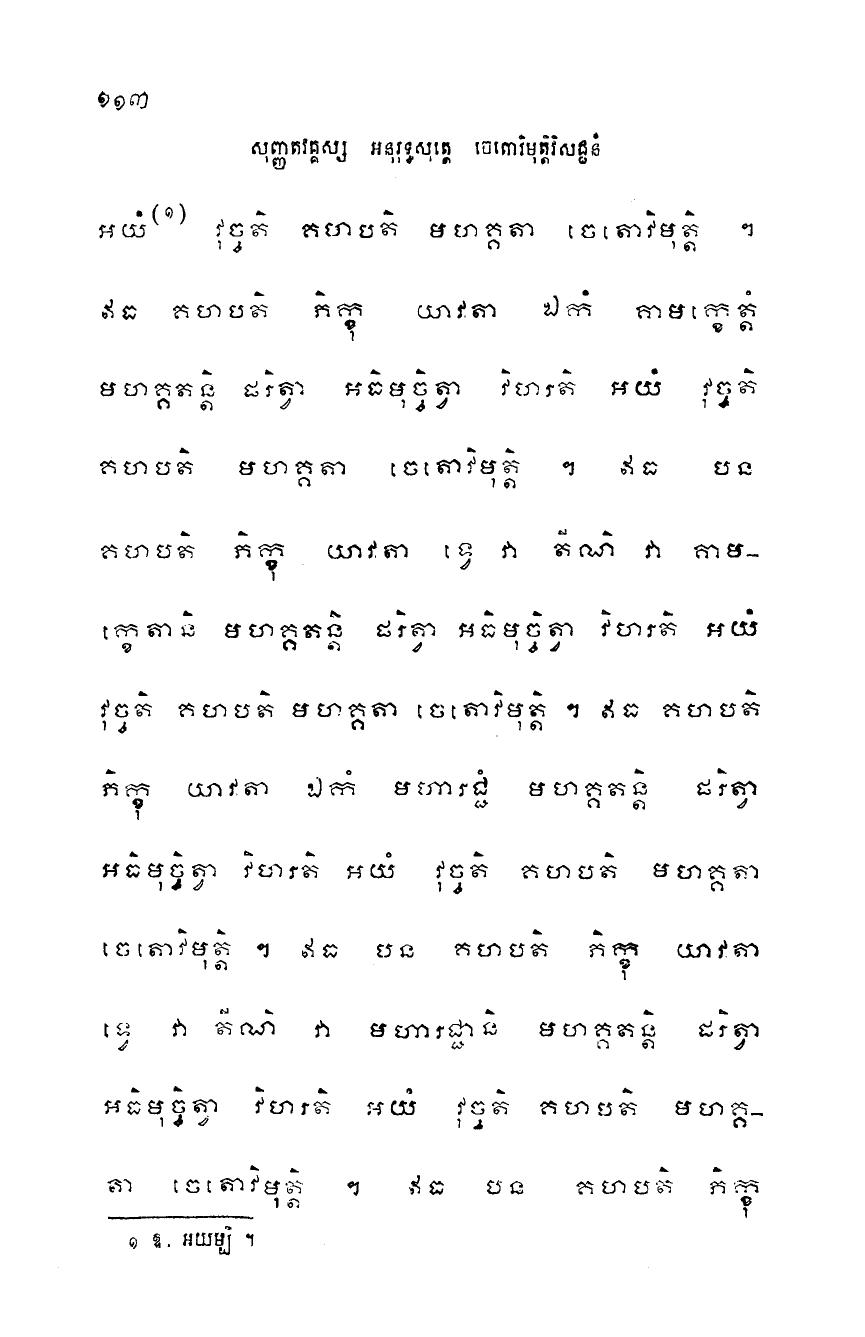 ១១៣
សុញ្ញតវគ្គស្ស អនុរុទ្ធសុត្តេ ចេតោវិមុត្តិវិសជ្ជនំ
អយំ(១) វុច្ចតិ គហបតិ មហគ្គតា ចេតោវិមុត្តិ ។
ឥធ គហបតិ ភិក្ខុ យាវតា ឯកំ គាមក្ខេត្តំ
មហគ្គតន្តិ ផរិត្វា អធិមុច្ចិត្វា វិហរតិ អយំ វុច្ចតិ
គហបតិ មហគ្គតា ចេតោវិមុត្តិ ។ ឥធ បន
គហបតិ ភិក្ខុ យាវតា ទ្វេ វា តីណិ វា គាម-
ក្ខេតានិ មហគ្គតន្តិ ផរិត្វា អធិមុច្ចិត្វា វិហរតិ អយំ
វុច្ចតិ គហបតិ មហគ្គតា ចេតោវិមុត្តិ ។ ឥធ គហបតិ
ភិក្ខុ យាវតា ឯកំ មហារជ្ជំ មហគ្គតន្តិ ផរិត្វា
អធិមុច្ចិត្វា វិហរតិ អយំ វុច្ចតិ គហបតិ មហគ្គតា
ចេតោវិមុត្តិ ។ ឥធ បន គហបតិ ភិក្ខុ យាវតា
ទ្វេ វា តីណិ វា មហារជ្ជានិ មហគ្គតន្តិ ផរិត្វា
អធិមុច្ចិត្វា វិហរតិ អយំ វុច្ចតិ គហបតិ មហគ្គ-
តា ចេតោវិមុត្តិ ។ ឥធ បន គហបតិ ភិក្ខុ
១ ឱ. អយម្បិ ។